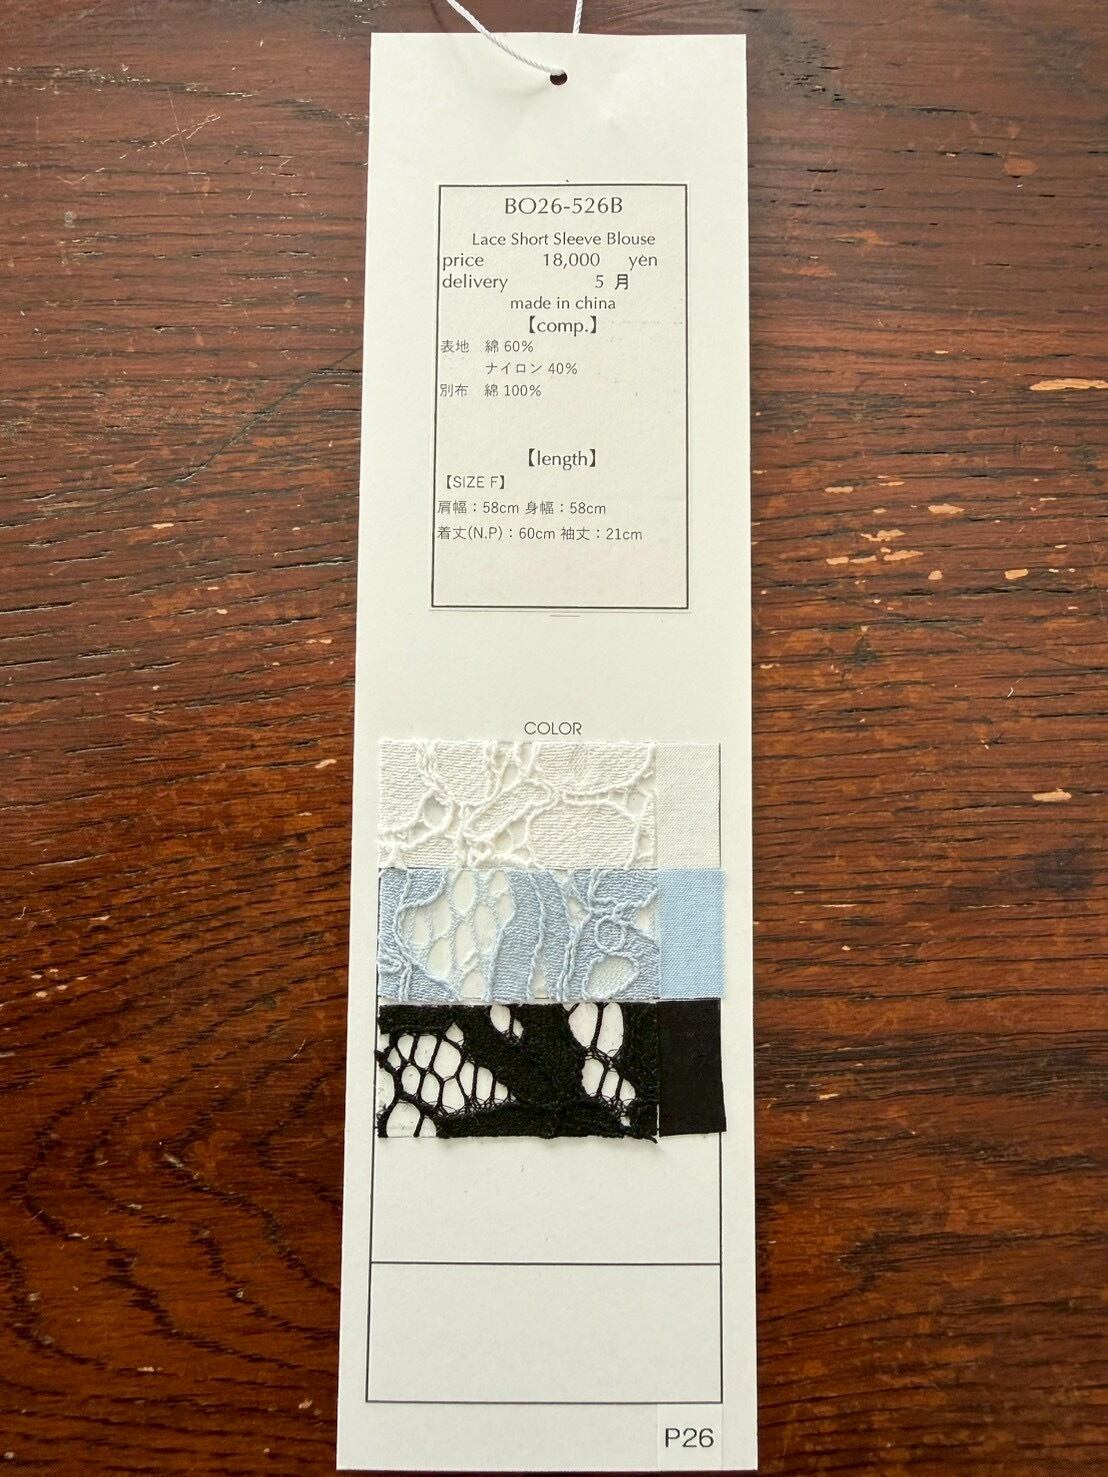 BO26-526B
Lace Short Sleeve Blouse
price 18,000 yen
delivery 5 月
made in china
【comp.】
表地 綿 60%
ナイロン 40%
別布 綿 100%
【length】
【SIZE F】
肩幅：58cm 身幅：58cm
着丈(N.P)：60cm 袖丈：21cm
COLOR
P26